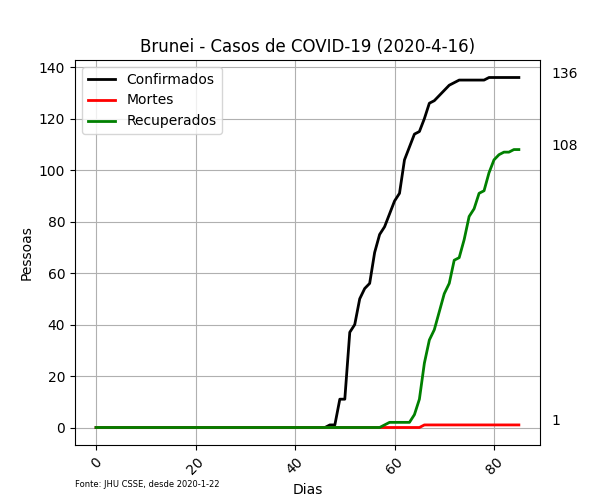 Brunei - Casos de COVID-19 (2020-4-16)
Confirmados
Mortes
Recuperados
140
120
100
80
60
40
20
0
Pessoas
136
108
1
0
20
40
60
80
Dias
Fonte: JHU CSSE, desde 2020-1-22